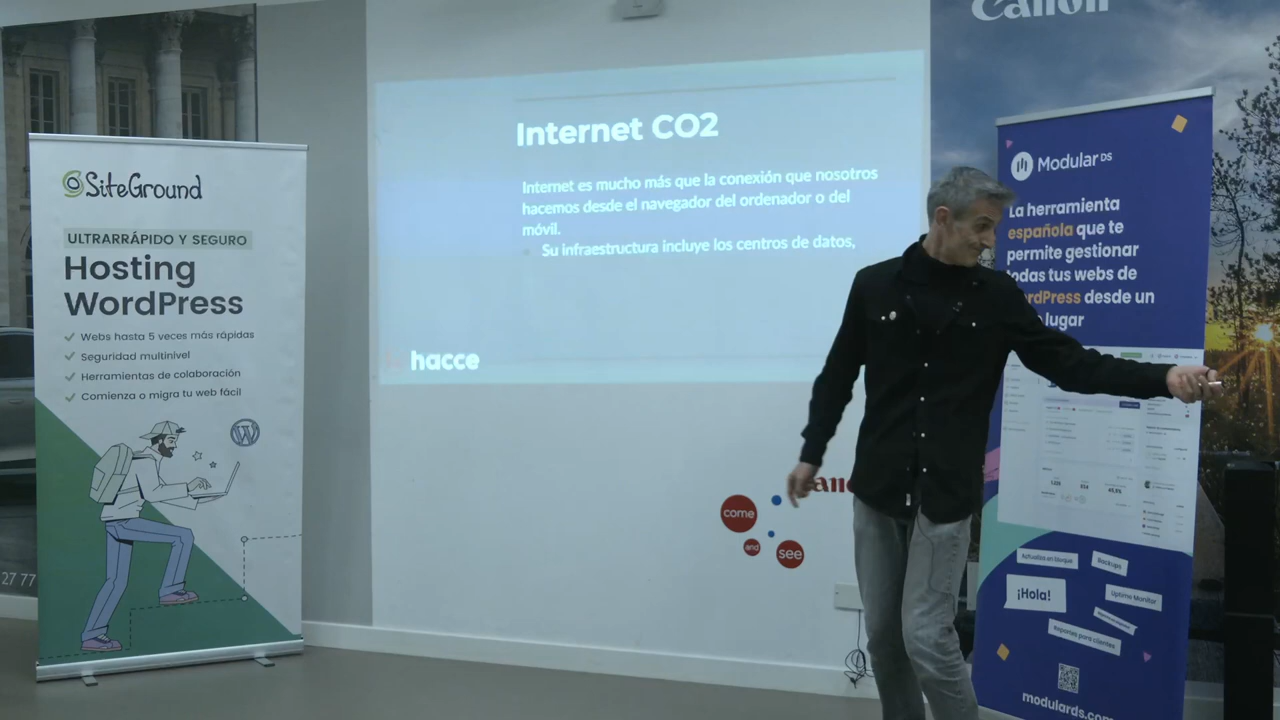 SiteGround
ULTRARRÁPIDO Y SEGURO
Hosting
WordPress
Webs hasta 5 veces más rápidas
Seguridad multinivel
Herramientas de colaboración
Comienza o migra tu web fácil
27 77
Internet CO2
Internet es mucho más que la conexión que nosotros
hacemos desde el navegador del ordenador o del
móvil.
Su infraestructura incluye los centros de datos,
hacce
come
and
see
Canon
Modular DS
La herramienta
española que te
permite gestionar
todas tus webs de
desde un
lugar
Backups
¡Hola!
Uptime Monitor
Reportes para clientes
modulards.com